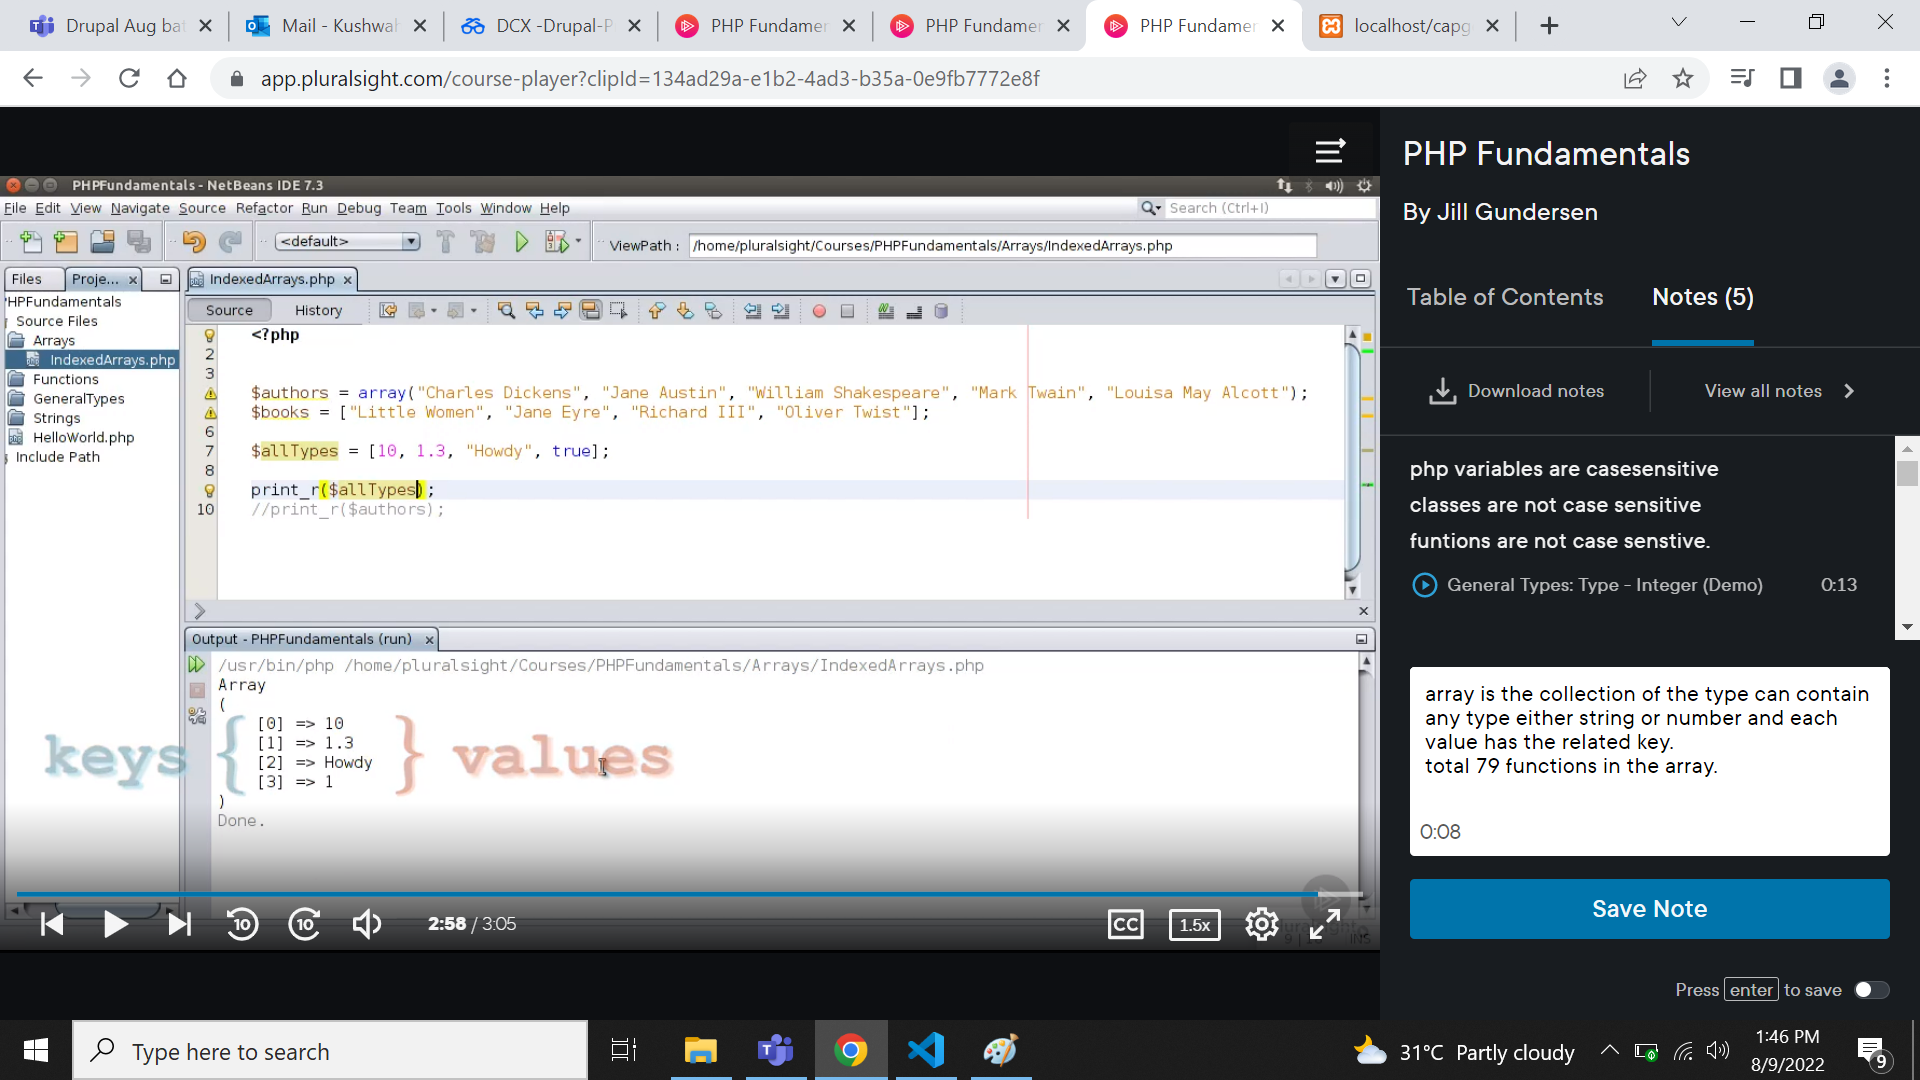 Drupal Aug bat
Mail - Kushwah
DCX -Drupal-P
PHP Fundamen
PHP Fundamen
PHP Fundamen
localhost/capg
app.pluralsight.com/course-player?clipId=134ad29a-e1b2-4ad3-b35a-0e9fb7772e8f
PHPFundamentals - NetBeans IDE 7.3
File Edit View Navigate Source Refactor Run Debug Team Tools Window Help
Search (Ctrl+I)
<default>
ViewPath : /home/pluralsight/Courses/PHPFundamentals/Arrays/IndexedArrays.php
Files Proje...
IndexedArrays.php
HPFundamentals
Source Files
Arrays
IndexedArrays.php
Functions
GeneralTypes
Strings
HelloWorld.php
Include Path
Source History
<?php
2
3
$authors = array("Charles Dickens", "Jane Austin", "William Shakespeare", "Mark Twain", "Louisa May Alcott");
$books = ["Little Women", "Jane Eyre", "Richard III", "Oliver Twist"];
6
7 $allTypes = [10, 1.3, "Howdy", true];
8
print_r($allTypes);
10 //print_r($authors);
Output - PHPFundamentals (run)
/usr/bin/php /home/pluralsight/Courses/PHPFundamentals/Arrays/IndexedArrays.php
Array
(
[0] => 10
[1] => 1.3
[2] => Howdy
[3] => 1
)
Done.
keys { } values
2:58 / 3:05
CC
1.5x
INS
PHP Fundamentals
By Jill Gundersen
Table of Contents
Notes (5)
Download notes
View all notes
php variables are casesensitive
classes are not case sensitive
funtions are not case senstive.
General Types: Type - Integer (Demo) 0:13
array is the collection of the type can contain
any type either string or number and each
value has the related key.
total 79 functions in the array.
0:08
Save Note
Press enter to save
Type here to search
31°C Partly cloudy
1:46 PM
8/9/2022
9